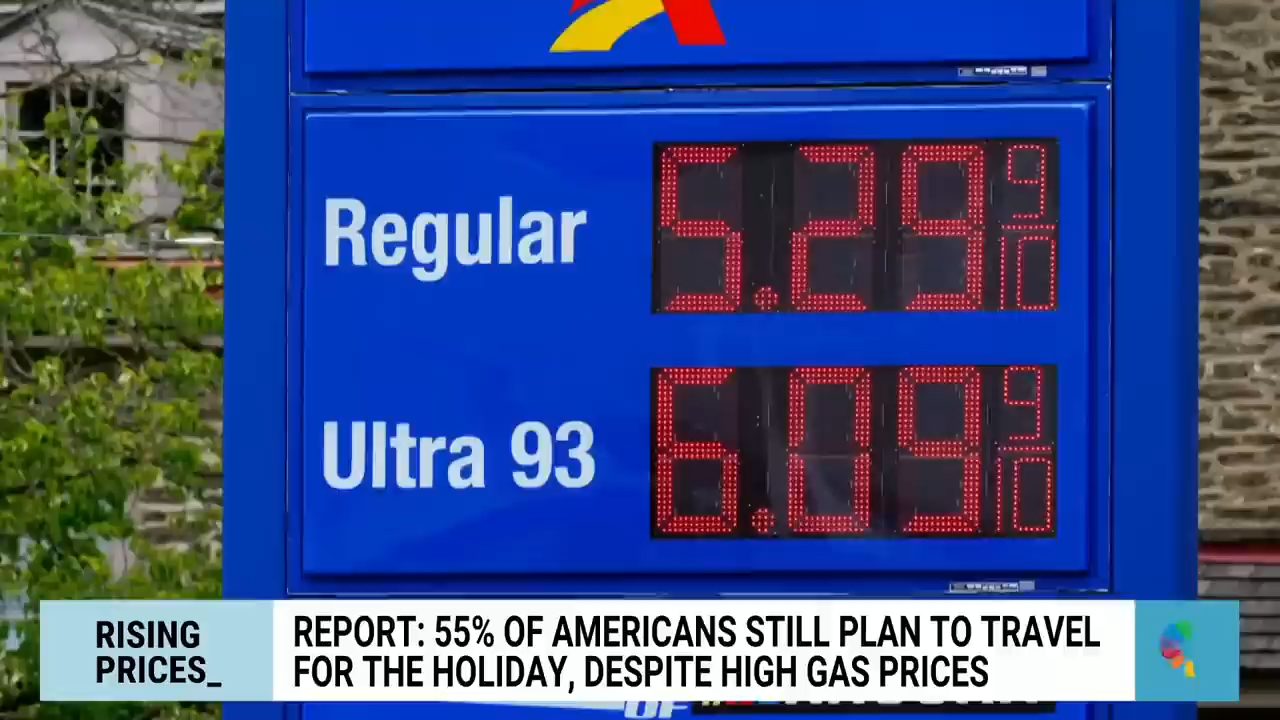 Regular
5.29 9/10
Ultra 93
6.09 9/10
RISING
PRICES_
REPORT: 55% OF AMERICANS STILL PLAN TO TRAVEL
FOR THE HOLIDAY, DESPITE HIGH GAS PRICES